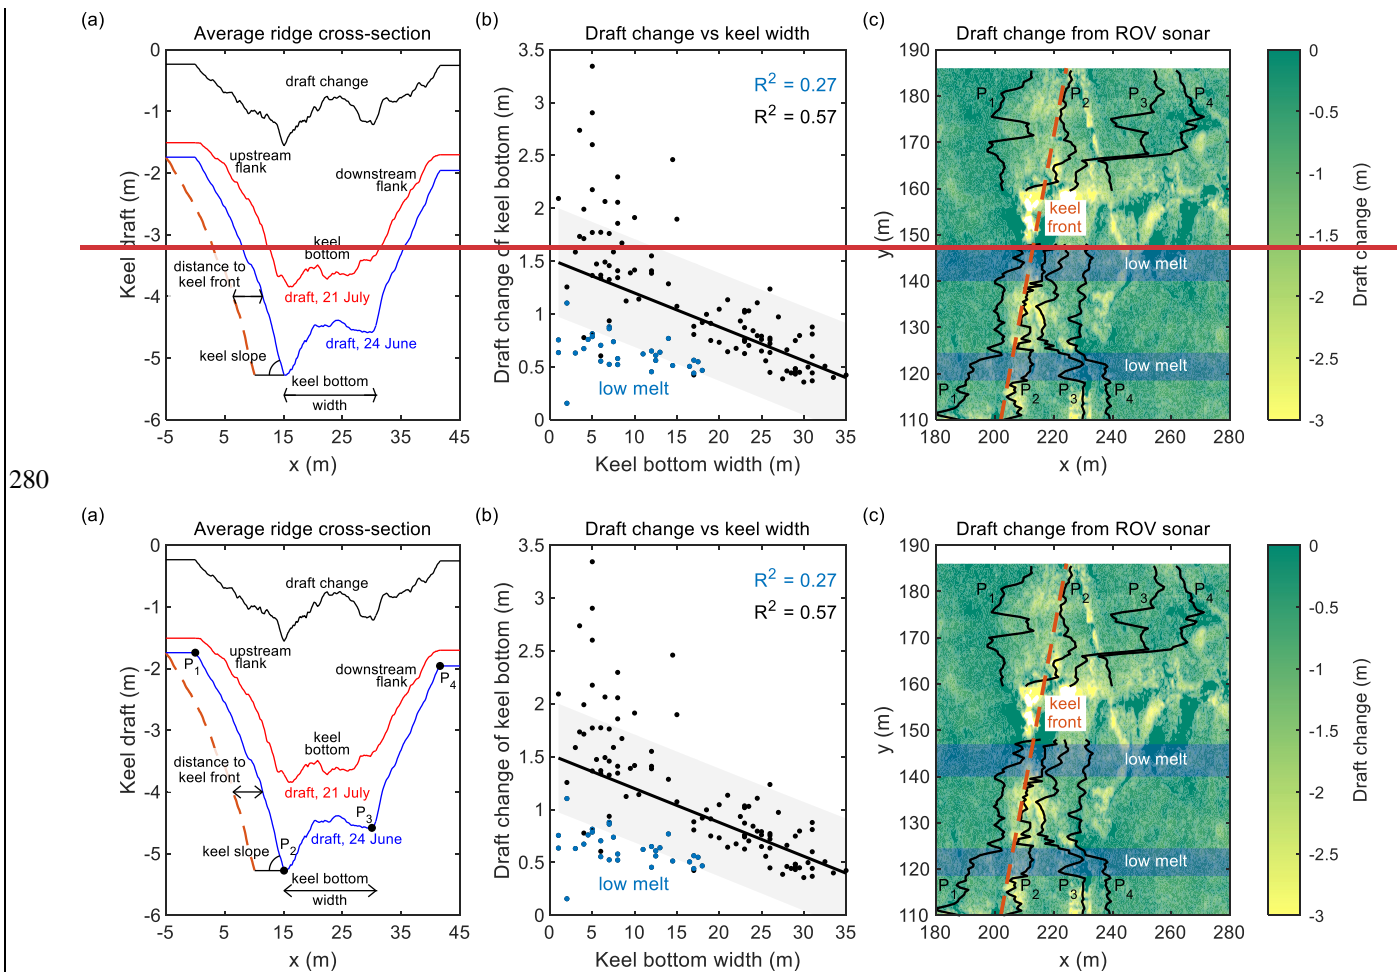 (a)
Average ridge cross-section
0
-1
-2
-3
-4
-5
-6
Keel draft (m)
draft change
upstream
flank
downstream
flank
keel
bottom
distance to
keel front
draft, 21 July
draft, 24 June
keel slope
keel bottom
width
-5
5
15
25
35
45
x (m)
(b)
Draft change vs keel width
3.5
3
2.5
2
1.5
1
0.5
0
Draft change of keel bottom (m)
R² = 0.27
R² = 0.57
low melt
0
5
10
15
20
25
30
35
Keel bottom width (m)
(c)
Draft change from ROV sonar
190
180
170
160
150
140
130
120
110
y (m)
P1
P2
P3
P4
keel
front
low melt
low melt
P1
P2
P3
P4
180
200
220
240
260
280
x (m)
0
-0.5
-1
-1.5
-2
-2.5
-3
Draft change (m)
280
(a)
Average ridge cross-section
0
-1
-2
-3
-4
-5
-6
Keel draft (m)
draft change
upstream
flank
downstream
flank
P1
P4
keel
bottom
distance to
keel front
draft, 21 July
P3
draft, 24 June
P2
keel slope
keel bottom
width
-5
5
15
25
35
45
x (m)
(b)
Draft change vs keel width
3.5
3
2.5
2
1.5
1
0.5
0
Draft change of keel bottom (m)
R² = 0.27
R² = 0.57
low melt
0
5
10
15
20
25
30
35
Keel bottom width (m)
(c)
Draft change from ROV sonar
190
180
170
160
150
140
130
120
110
y (m)
P1
P2
P3
P4
keel
front
low melt
low melt
P1
P2
P3
P4
180
200
220
240
260
280
x (m)
0
-0.5
-1
-1.5
-2
-2.5
-3
Draft change (m)